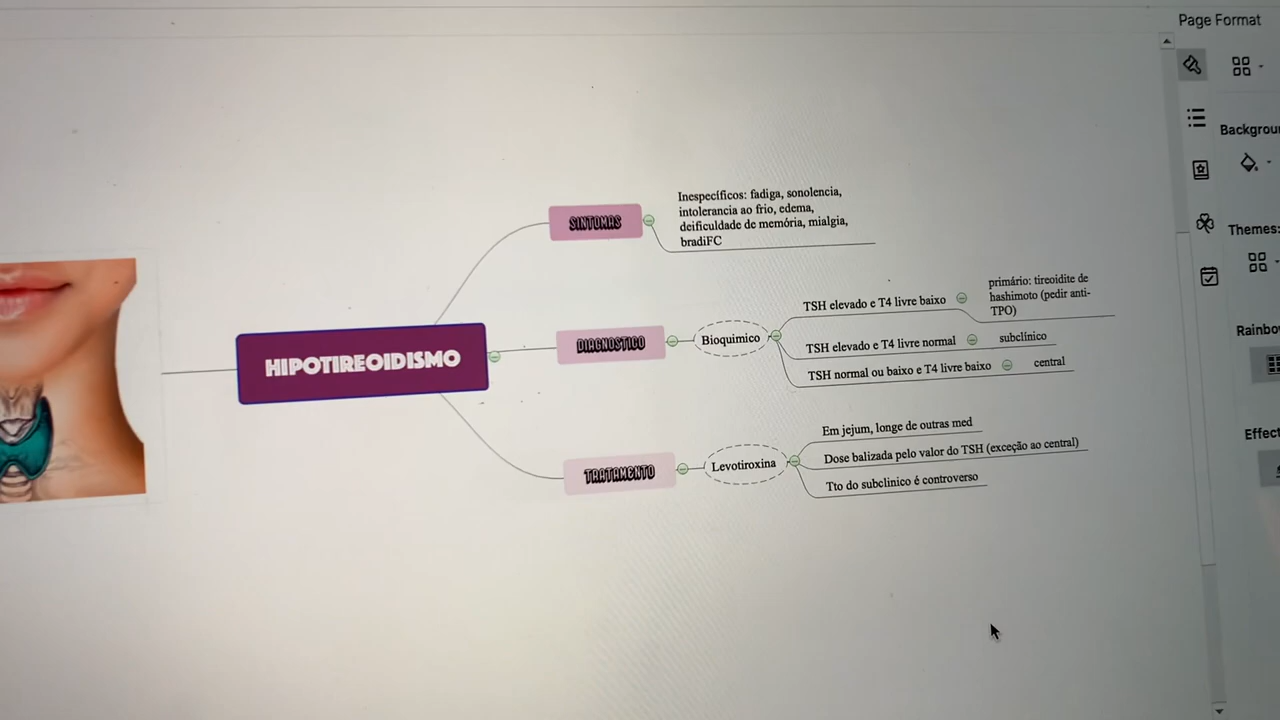 Page Format
Backgrou
Themes:
Rainbo
Effec
HIPOTIREOIDISMO
SINTOMAS
Inespecíficos: fadiga, sonolencia,
intolerancia ao frio, edema,
deificuldade de memória, mialgia,
bradiFC
DIAGNOSTICO
Bioquimico
TSH elevado e T4 livre baixo
primário: tireoidite de
hashimoto (pedir anti-
TPO)
TSH elevado e T4 livre normal
subclínico
TSH normal ou baixo e T4 livre baixo
central
TRATAMENTO
Levotiroxina
Em jejum, longe de outras med
Dose balizada pelo valor do TSH (exceção ao central)
Tto do subclinico é controverso